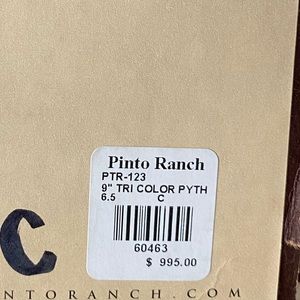 Pinto Ranch
PTR-123
9" TRI COLOR PYTH
6.5 C
60463
$ 995.00
C
NTORANCH.COM